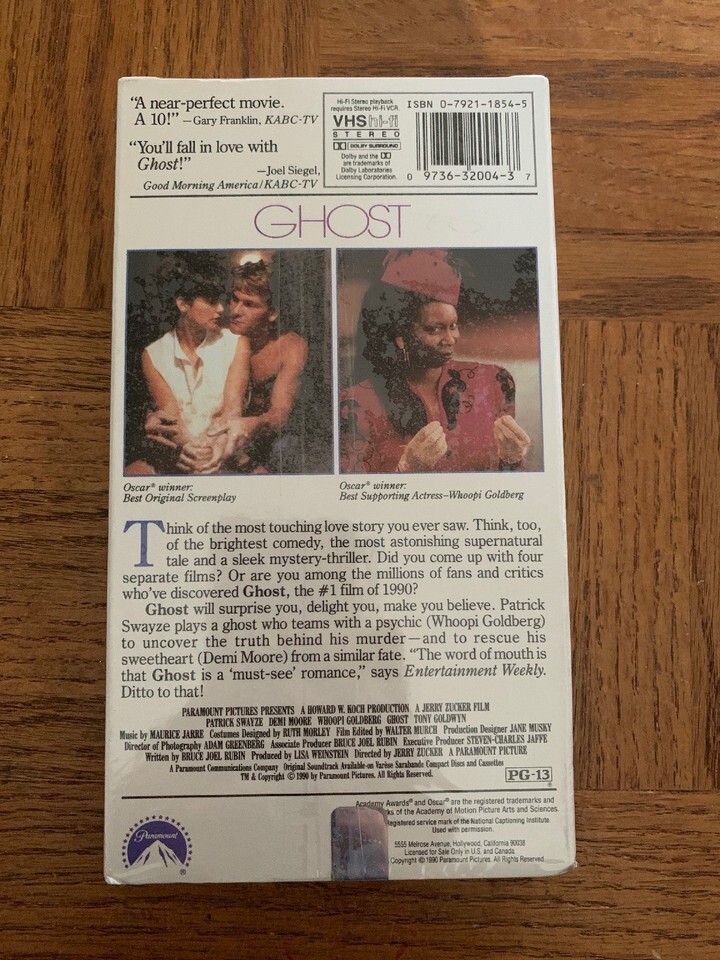 “A near-perfect movie.
A 10!” —Gary Franklin, KABC-TV
“You’ll fall in love with
Ghost!”
—Joel Siegel,
Good Morning America/KABC-TV
Hi-Fi Stereo playback
requires Stereo Hi-Fi VCR.
VHS hi-fi
STEREO
DOLBY SURROUND
Dolby and the
are trademarks of
Dolby Laboratories
Licensing Corporation.
ISBN 0-7921-1854-5
0 9736-32004-3 7
GHOST
Oscar® winner:
Best Original Screenplay
Oscar® winner:
Best Supporting Actress–Whoopi Goldberg
Think of the most touching love story you ever saw. Think, too,
of the brightest comedy, the most astonishing supernatural
tale and a sleek mystery-thriller. Did you come up with four
separate films? Or are you among the millions of fans and critics
who’ve discovered Ghost, the #1 film of 1990?
Ghost will surprise you, delight you, make you believe. Patrick
Swayze plays a ghost who teams with a psychic (Whoopi Goldberg)
to uncover the truth behind his murder—and to rescue his
sweetheart (Demi Moore) from a similar fate. “The word of mouth is
that Ghost is a ‘must-see’ romance,” says Entertainment Weekly.
Ditto to that!
PARAMOUNT PICTURES PRESENTS A HOWARD W. KOCH PRODUCTION A JERRY ZUCKER FILM
PATRICK SWAYZE DEMI MOORE WHOOPI GOLDBERG GHOST TONY GOLDWYN
Music by MAURICE JARRE Costumes Designed by RUTH MORLEY Film Edited by WALTER MURCH Production Designer JANE MUSKY
Director of Photography ADAM GREENBERG Associate Producer BRUCE JOEL RUBIN Executive Producer STEVEN-CHARLES JAFFE
Written by BRUCE JOEL RUBIN Produced by LISA WEINSTEIN Directed by JERRY ZUCKER A PARAMOUNT PICTURE
A Paramount Communications Company Original Soundtrack Available on Varèse Sarabande Compact Discs and Cassettes
TM & Copyright © 1990 by Paramount Pictures. All Rights Reserved.
PG-13
Academy Awards® and Oscar® are the registered trademarks and
of the Academy of Motion Picture Arts and Sciences.
Registered service mark of the National Captioning Institute.
Used with permission.
5555 Melrose Avenue, Hollywood, California 90038
Licensed for Sale Only in U.S. and Canada.
Copyright © 1990 Paramount Pictures. All Rights Reserved.
Paramount
®